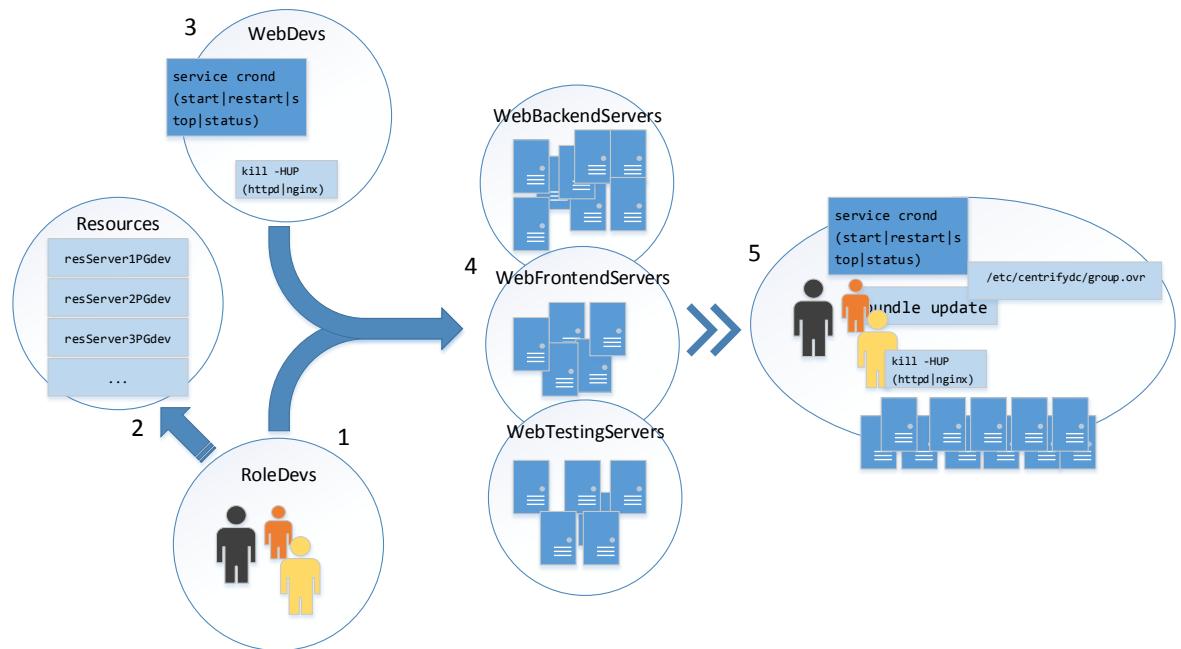 3
WebDevs
service crond
(start|restart|s
top|status)
kill -HUP
(httpd|nginx)
Resources
resServer1PGdev
resServer2PGdev
resServer3PGdev
...
2
1
RoleDevs
WebBackendServers
4
WebFrontendServers
WebTestingServers
5
service crond
(start|restart|s
top|status)
/etc/centrifydc/group.ovr
undle update
kill -HUP
(httpd|nginx)